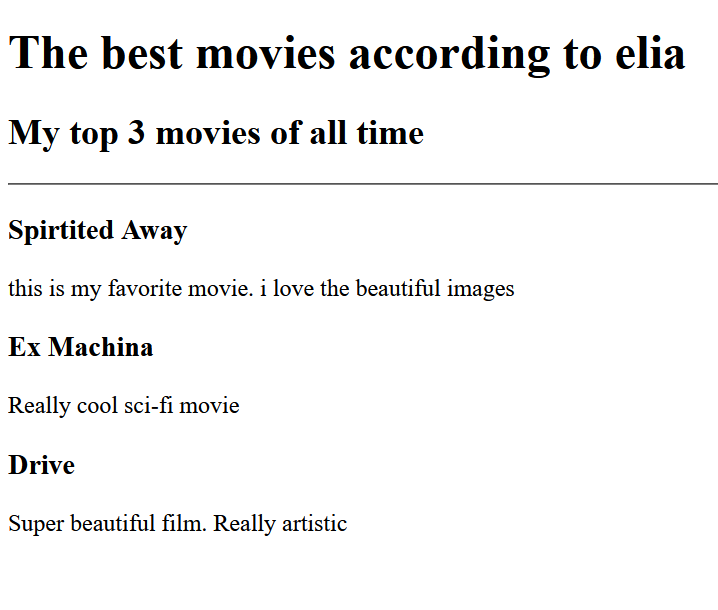 The best movies according to elia
My top 3 movies of all time
Spirtited Away
this is my favorite movie. i love the beautiful images
Ex Machina
Really cool sci-fi movie
Drive
Super beautiful film. Really artistic